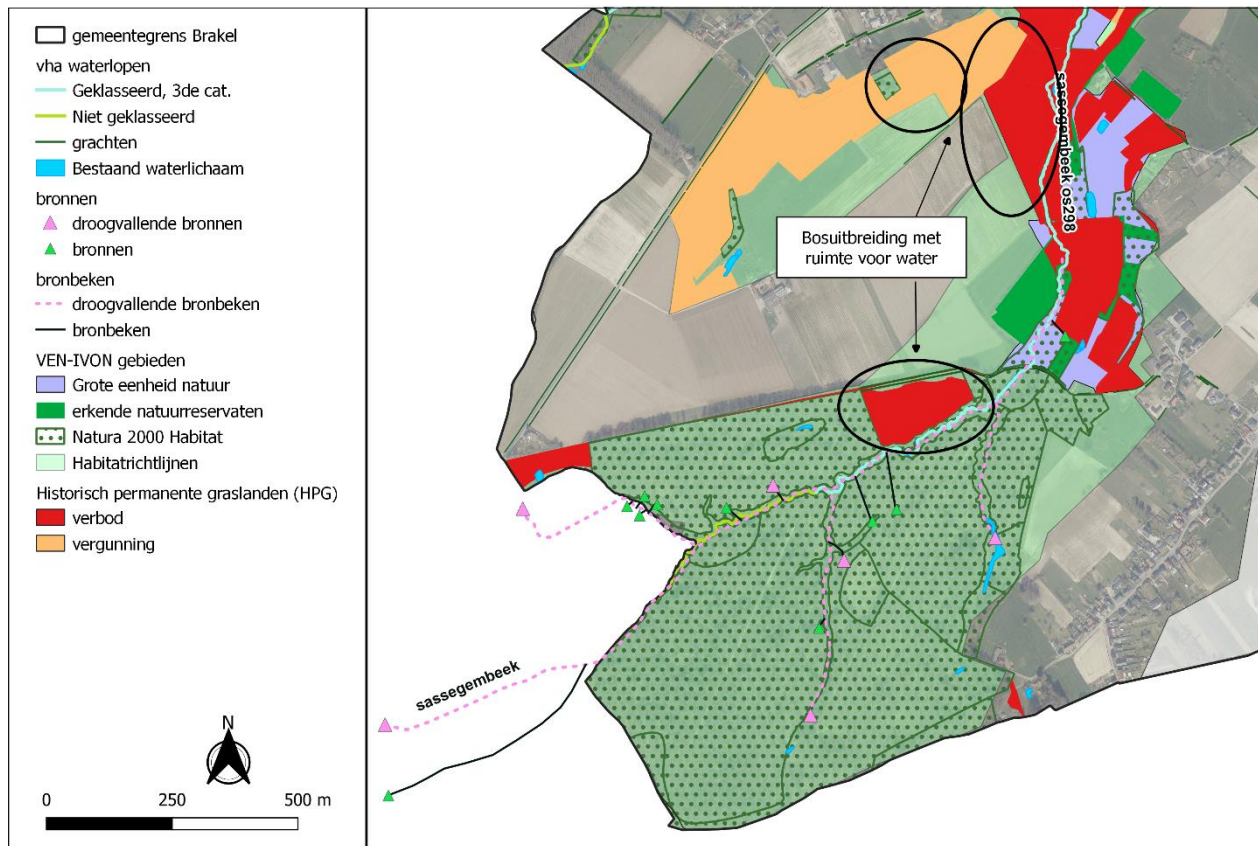 gemeentegrens Brakel
vha waterlopen
Geklasseerd, 3de cat.
Niet geklasseerd
grachten
Bestaand waterlichaam
bronnen
droogvallende bronnen
bronnen
bronbeken
droogvallende bronbeken
bronbeken
VEN-IVON gebieden
Grote eenheid natuur
erkende natuurreservaten
Natura 2000 Habitat
Habitatrichtlijnen
Historisch permanente graslanden (HPG)
verbod
vergunning
N
0 250 500 m
sassegembeek os298
Bosuitbreiding met
ruimte voor water
sassegembeek